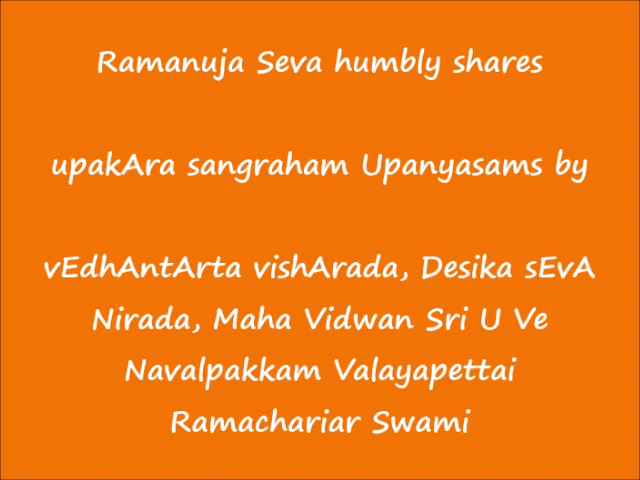 Ramanuja Seva humbly shares
upakAra sangraham Upanyasams by
vEdhAntArta vishArada, Desika sEvA
Nirada, Maha Vidwan Sri U Ve
Navalpakkam Valayapettai
Ramachariar Swami